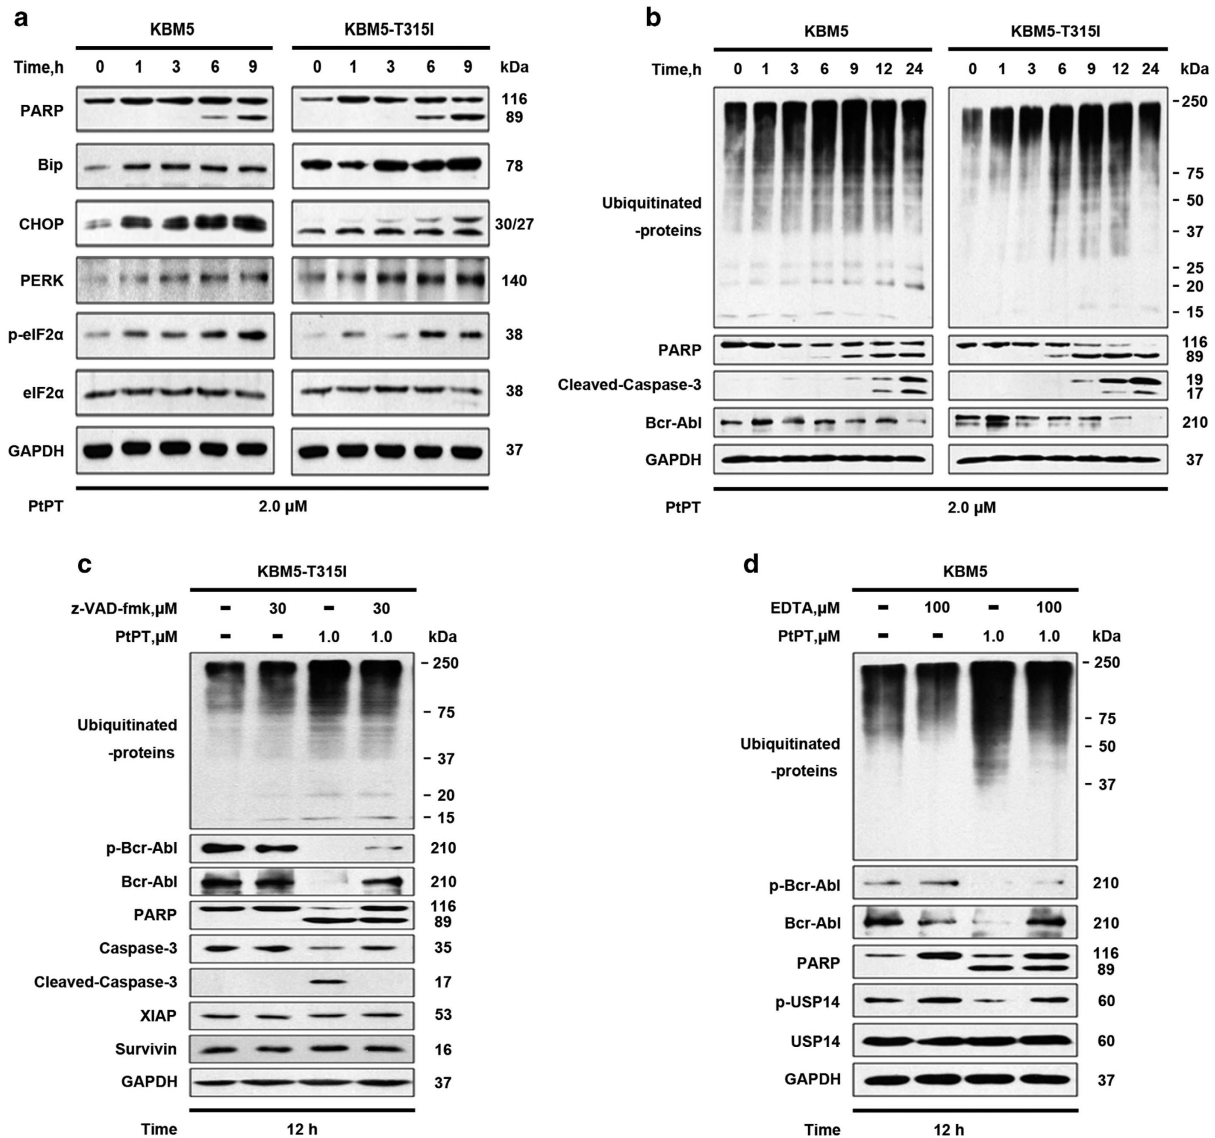 a
KBM5 KBM5-T315I
Time,h 0 1 3 6 9 0 1 3 6 9 kDa
PARP 116
89
Bip 78
CHOP 30/27
PERK 140
p-eIF2α 38
eIF2α 38
GAPDH 37
PtPT 2.0 µM
b
KBM5 KBM5-T315I
Time,h 0 1 3 6 9 12 24 0 1 3 6 9 12 24 kDa
- 250
- 75
Ubiquitinated - 50
-proteins - 37
- 25
- 20
- 15
PARP 116
89
Cleaved-Caspase-3 19
17
Bcr-Abl 210
GAPDH 37
PtPT 2.0 µM
c
KBM5-T315I
z-VAD-fmk,µM - 30 - 30
PtPT,µM - - 1.0 1.0 kDa
- 250
- 75
Ubiquitinated
-proteins - 37
- 20
- 15
p-Bcr-Abl 210
Bcr-Abl 210
PARP 116
89
Caspase-3 35
Cleaved-Caspase-3 17
XIAP 53
Survivin 16
GAPDH 37
Time 12 h
d
KBM5
EDTA,µM - 100 - 100
PtPT,µM - - 1.0 1.0 kDa
- 250
- 75
Ubiquitinated - 50
-proteins - 37
p-Bcr-Abl 210
Bcr-Abl 210
PARP 116
89
p-USP14 60
USP14 60
GAPDH 37
Time 12 h